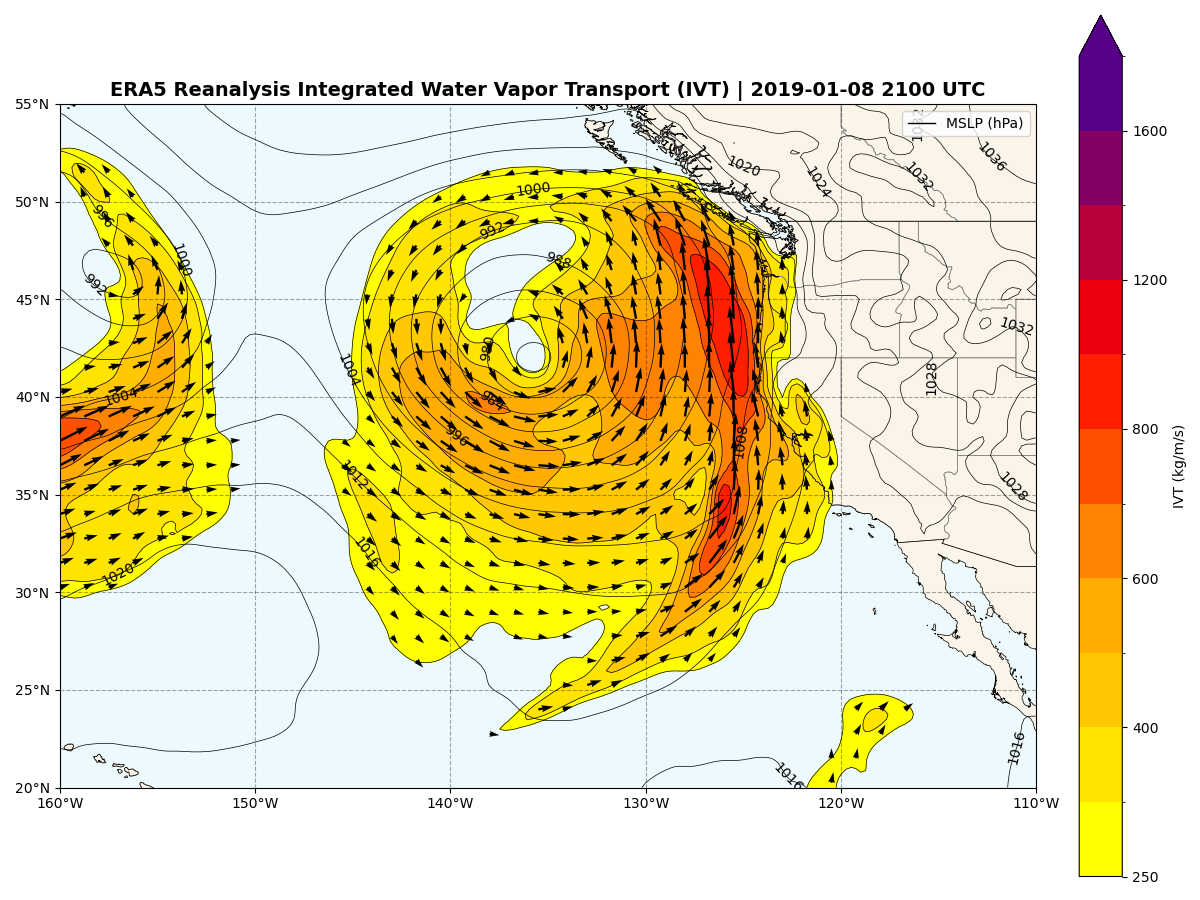 ERA5 Reanalysis Integrated Water Vapor Transport (IVT) | 2019-01-08 2100 UTC
55°N
50°N
45°N
40°N
35°N
30°N
25°N
20°N
160°W
150°W
140°W
130°W
120°W
110°W
MSLP (hPa)
1032
1036
1020
1024
1032
1000
996
992
988
1000
992
1032
980
1004
1028
1004
984
996
1008
1012
1028
1016
1020
1016
1016
1600
1200
800
600
400
250
IVT (kg/m/s)